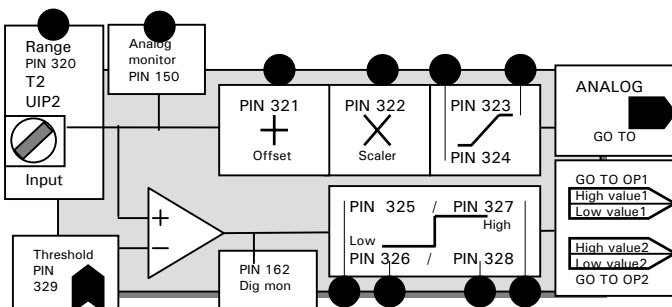 Range
PIN 320
T2
UIP2
Input
Analog
monitor
PIN 150
PIN 321
Offset
PIN 322
Scaler
PIN 323
PIN 324
ANALOG
GO TO
PIN 325 / PIN 327
Low High
PIN 326 / PIN 328
GO TO OP1
High value1
Low value1
High value2
Low value2
GO TO OP2
Threshold
PIN
329
PIN 162
Dig mon